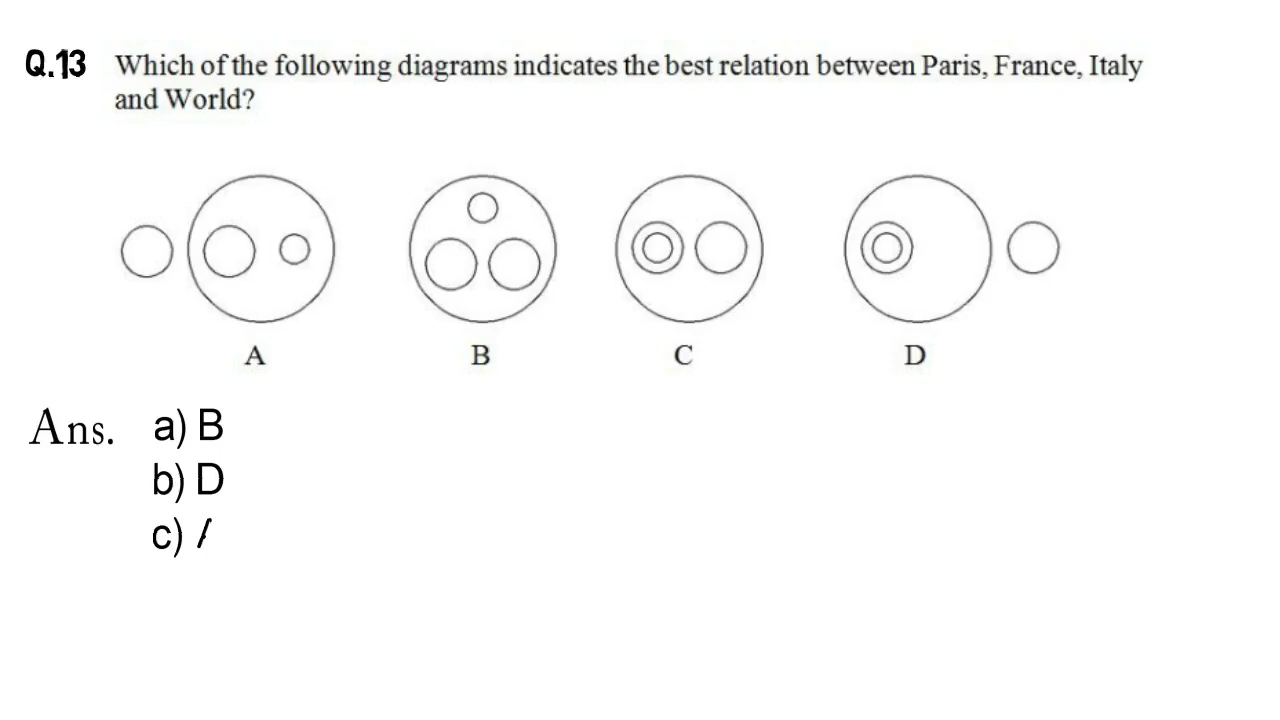 Q.13 Which of the following diagrams indicates the best relation between Paris, France, Italy
and World?
A B C D
Ans. a) B
b) D
c)